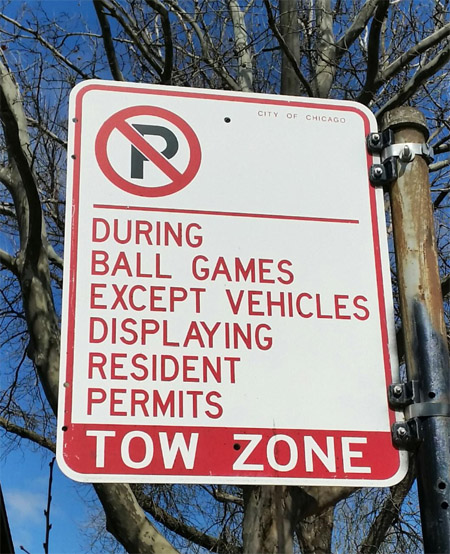 CITY OF CHICAGO
P
DURING
BALL GAMES
EXCEPT VEHICLES
DISPLAYING
RESIDENT
PERMITS
TOW ZONE